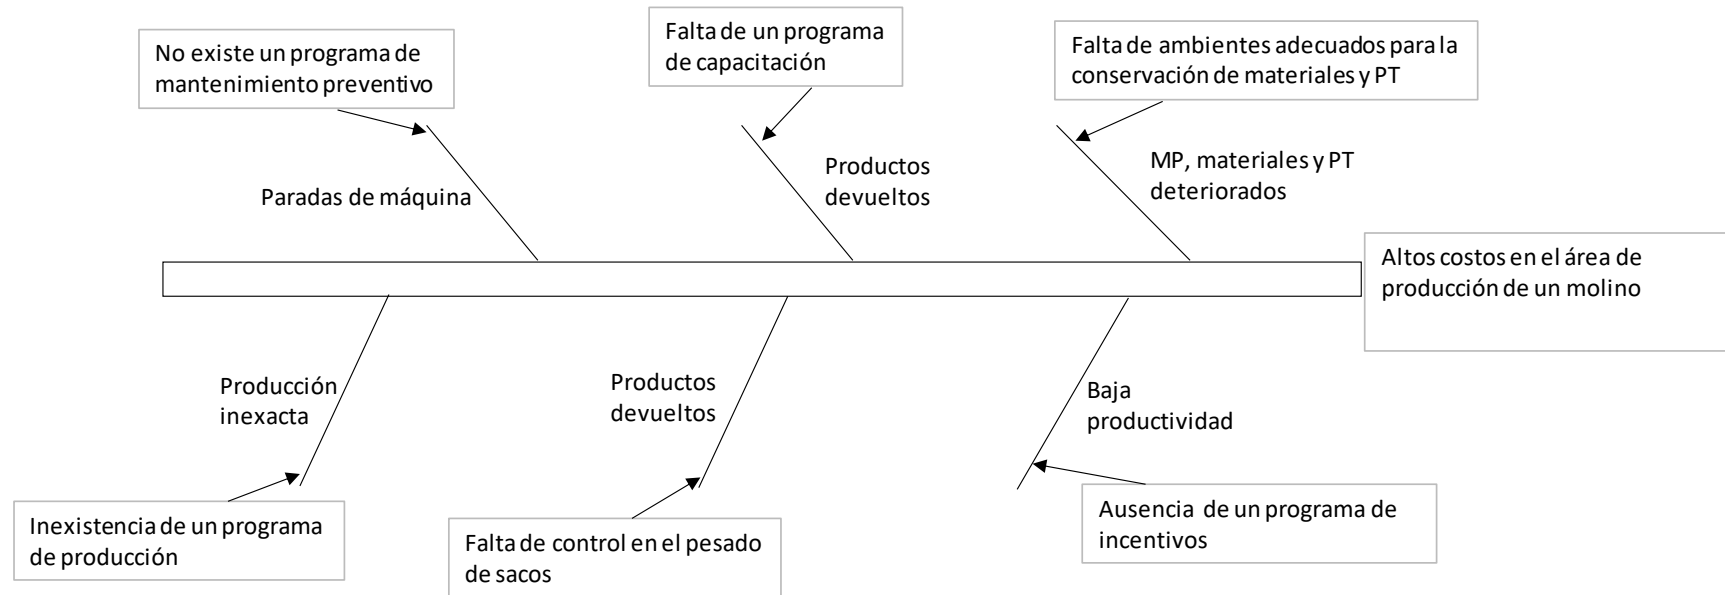 No existe un programa de
mantenimiento preventivo
Falta de un programa
de capacitación
Falta de ambientes adecuados para la
conservación de materiales y PT
Paradas de máquina
Productos
devueltos
MP, materiales y PT
deteriorados
Altos costos en el área de
producción de un molino
Producción
inexacta
Productos
devueltos
Baja
productividad
Inexistencia de un programa
de producción
Falta de control en el pesado
de sacos
Ausencia de un programa de
incentivos